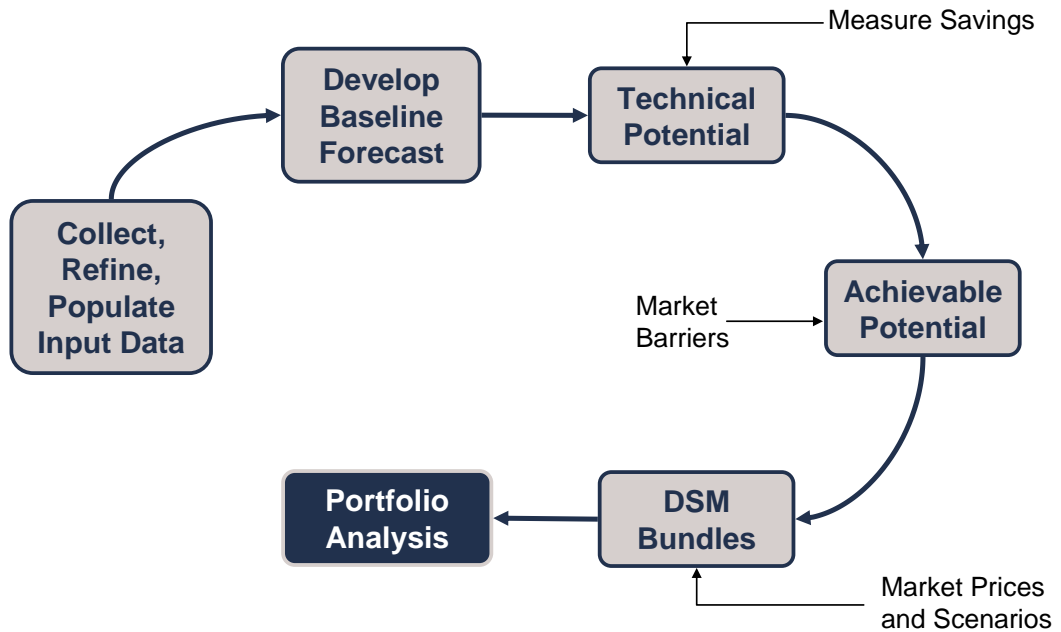 Measure Savings
Develop
Baseline
Forecast
Technical
Potential
Collect,
Refine,
Populate
Input Data
Market
Barriers
Achievable
Potential
Portfolio
Analysis
DSM
Bundles
Market Prices
and Scenarios